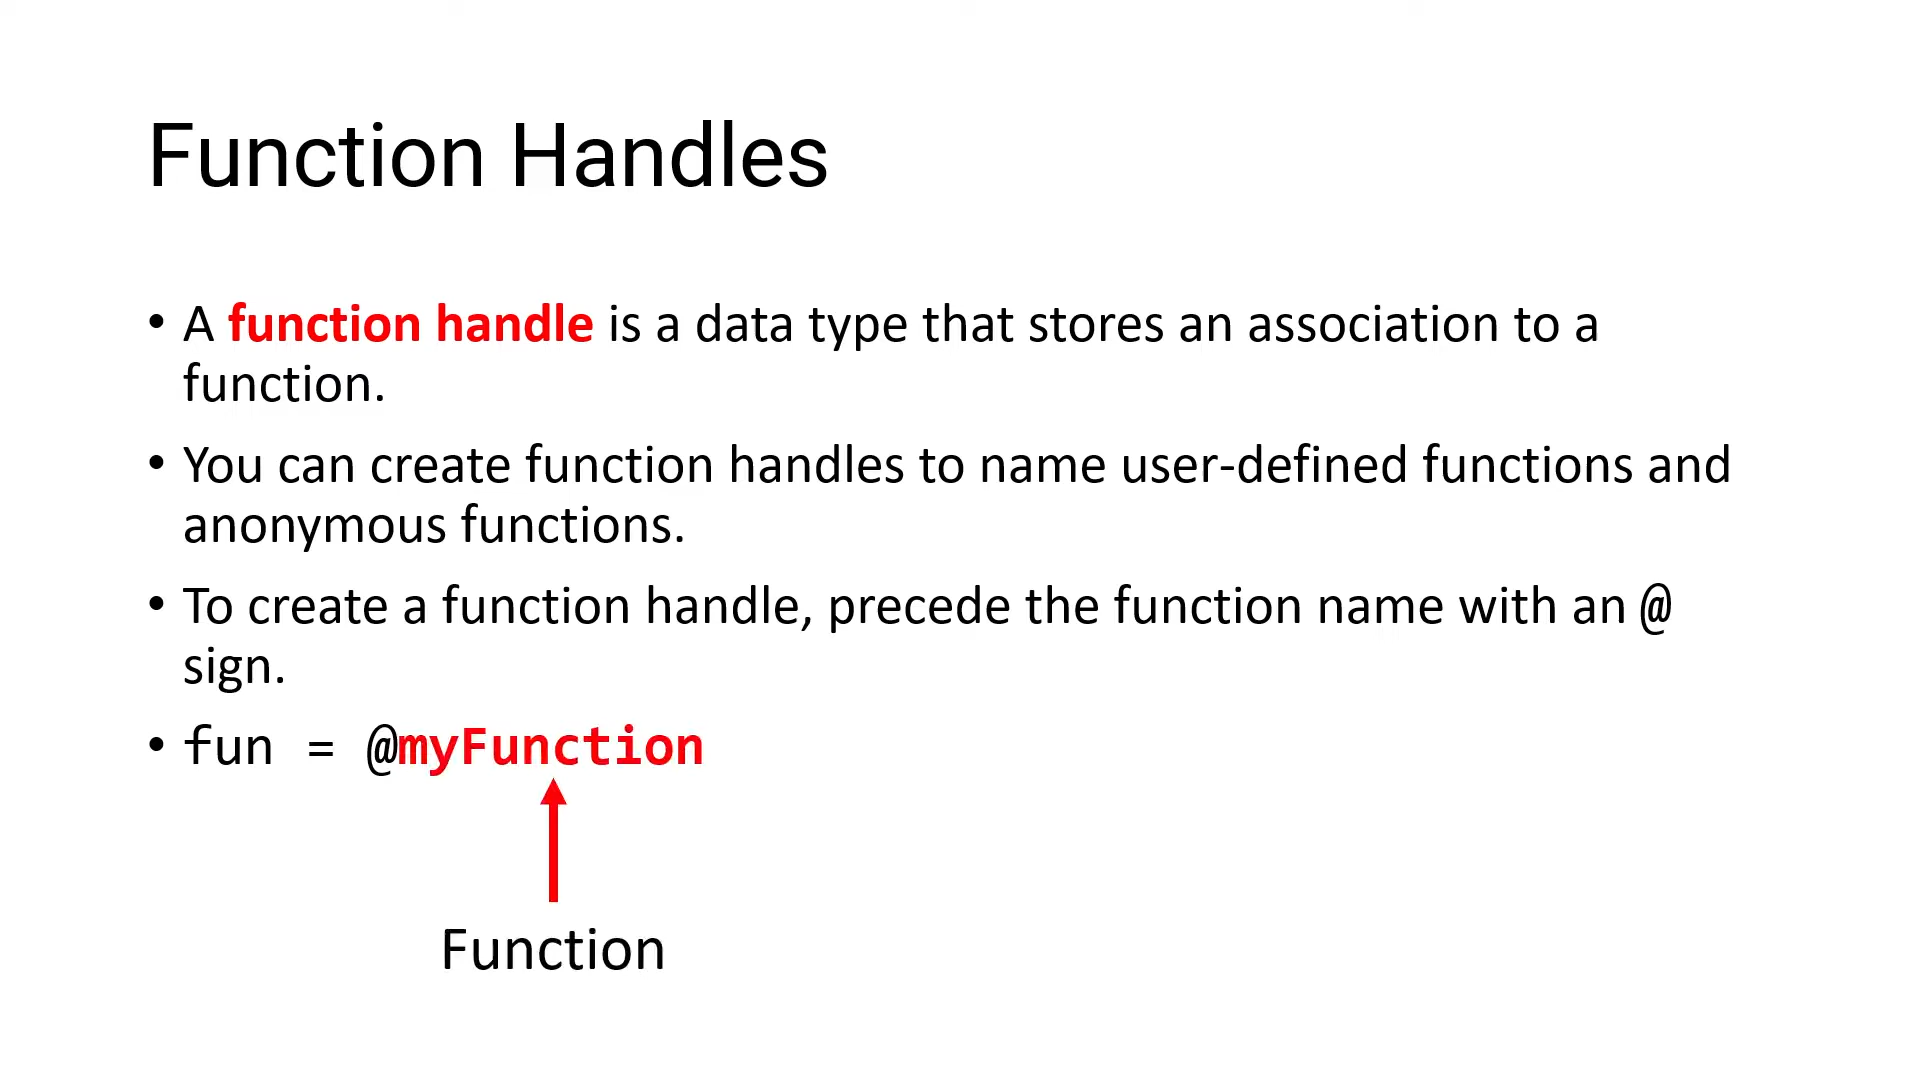 Function Handles
• A function handle is a data type that stores an association to a
function.
• You can create function handles to name user-defined functions and
anonymous functions.
• To create a function handle, precede the function name with an @
sign.
• fun = @myFunction
Function